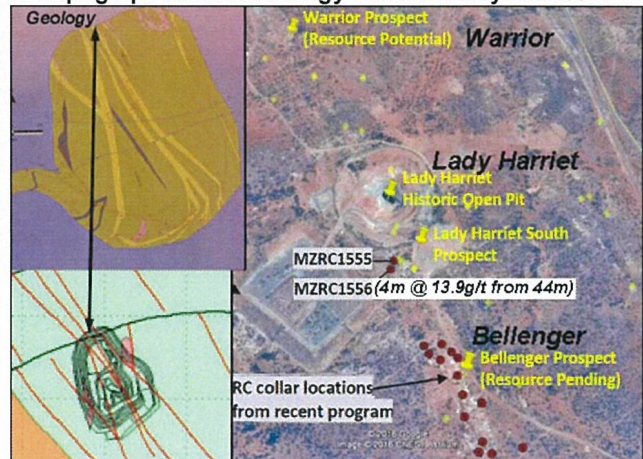 Geology
Warrior Prospect
(Resource Potential)
Warrior
Lady Harriet
Lady Harriet
Historic Open Pit
Lady Harriet South
Prospect
MZRC1555
MZRC1556 (4m @ 13.9g/t from 44m)
Bellenger
Bellenger Prospect
(Resource Pending)
RC collar locations
from recent program